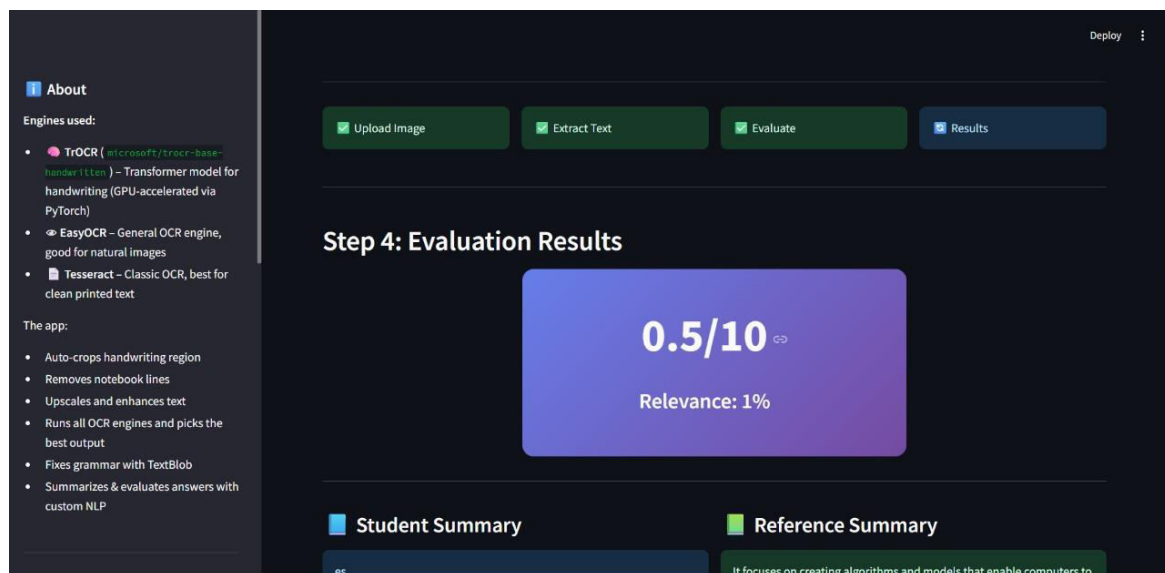 Deploy
ℹ️ About
Engines used:
🧠 TrOCR ( microsoft/trocr-base-
handwritten ) – Transformer model for
handwriting (GPU-accelerated via
PyTorch)
👁 EasyOCR – General OCR engine,
good for natural images
📄 Tesseract – Classic OCR, best for
clean printed text
The app:
Auto-crops handwriting region
Removes notebook lines
Upscales and enhances text
Runs all OCR engines and picks the
best output
Fixes grammar with TextBlob
Summarizes & evaluates answers with
custom NLP
✅ Upload Image
✅ Extract Text
✅ Evaluate
🔄 Results
Step 4: Evaluation Results
0.5/10
Relevance: 1%
📘 Student Summary
es
📗 Reference Summary
It focuses on creating algorithms and models that enable computers to